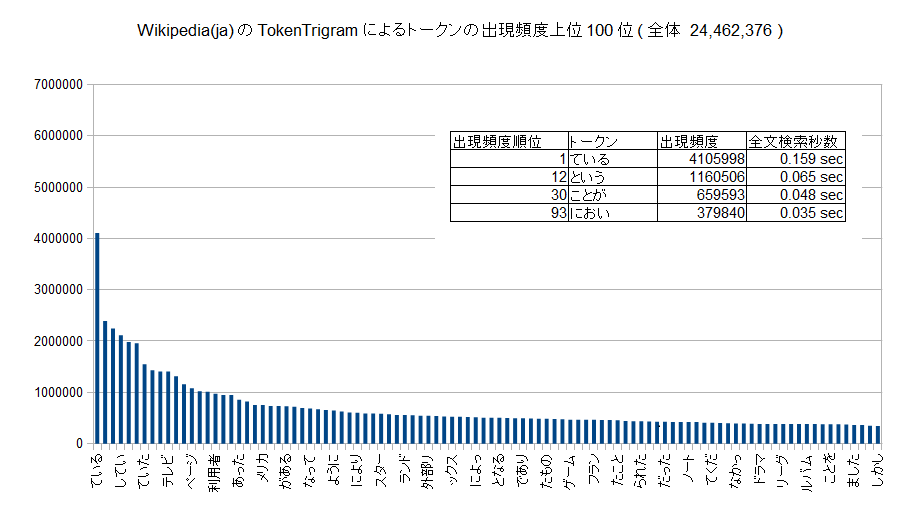 Wikipedia(ja) の TokenTrigram によるトークンの出現頻度上位 100 位 ( 全体 24,462,376 )
7000000
6000000
5000000
4000000
3000000
2000000
1000000
0
出現頻度順位 トークン 出現頻度 全文検索秒数
1 ている 4105998 0.159 sec
12 という 1160506 0.065 sec
30 ことが 659593 0.048 sec
93 におい 379840 0.035 sec
ている
してい
ていた
テレビ
ページ
利用者
あった
メリカ
がある
なって
ように
により
スター
ランド
外部リ
ックス
によっ
となる
であり
たもの
ゲーム
フラン
たこと
られた
だった
ノート
てくだ
なかっ
ドラマ
リーグ
ルバム
ことを
ました
しかし